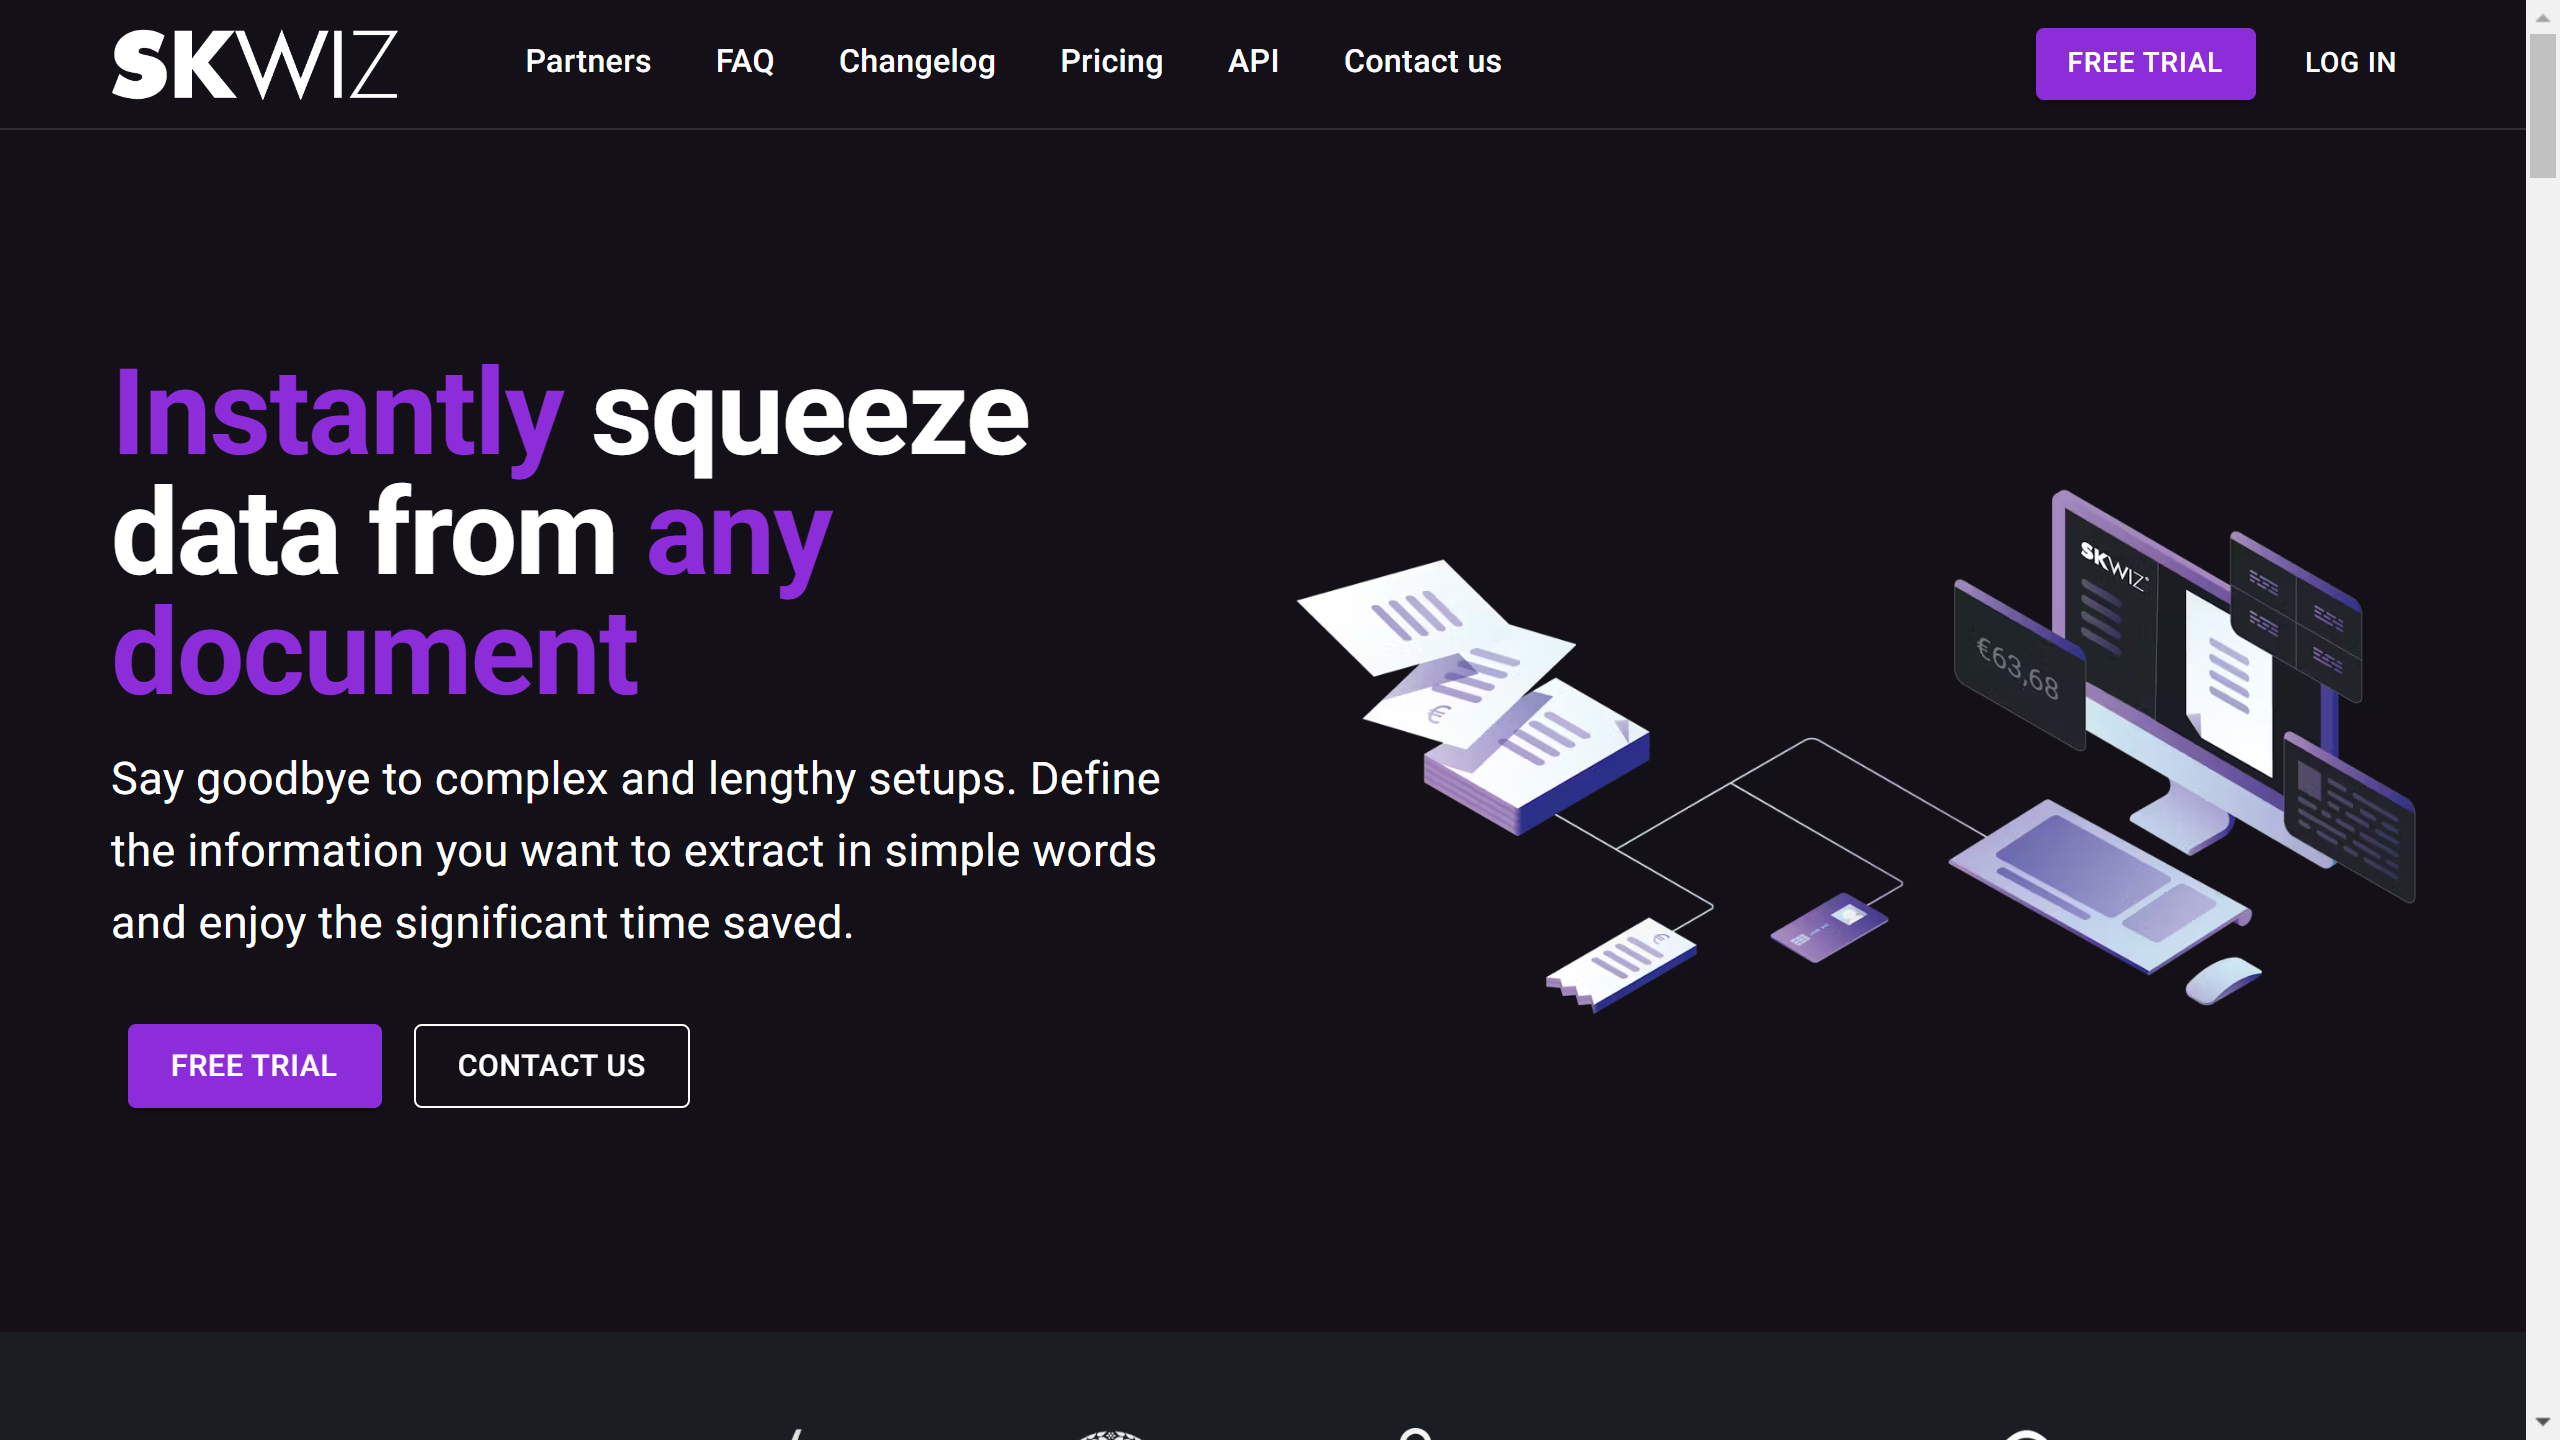 SKWIZ
Partners
FAQ
Changelog
Pricing
API
Contact us
FREE TRIAL
LOG IN
Instantly squeeze
data from any
document
Say goodbye to complex and lengthy setups. Define
the information you want to extract in simple words
and enjoy the significant time saved.
FREE TRIAL
CONTACT US
SKWIZ
€63,68
€
€